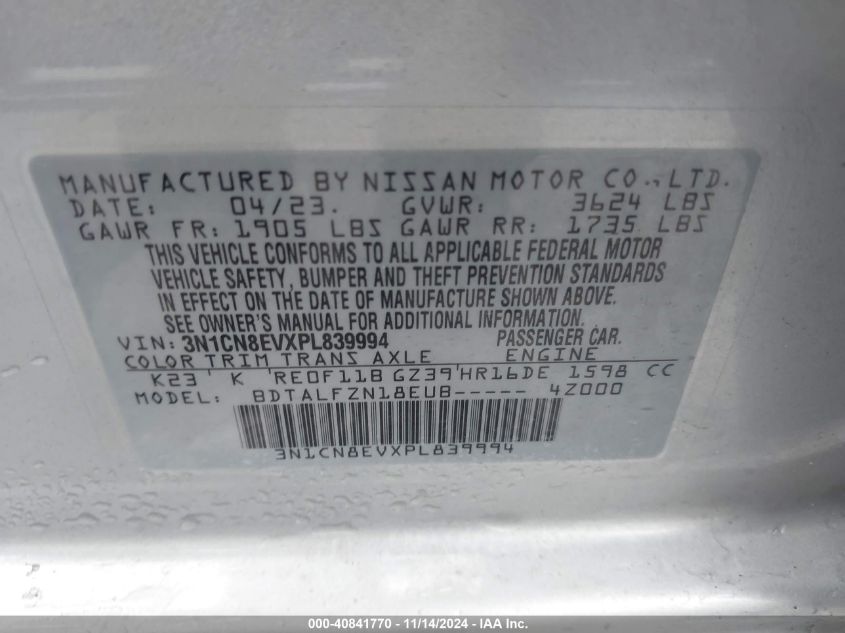 MANUFACTURED BY NISSAN MOTOR CO., LTD.
DATE: 04/23. GVWR: 3624 LBS
GAWR FR: 1905 LBS GAWR RR: 1735 LBS
THIS VEHICLE CONFORMS TO ALL APPLICABLE FEDERAL MOTOR
VEHICLE SAFETY, BUMPER AND THEFT PREVENTION STANDARDS
IN EFFECT ON THE DATE OF MANUFACTURE SHOWN ABOVE.
SEE OWNER'S MANUAL FOR ADDITIONAL INFORMATION.
VIN: 3N1CN8EVXPL839994 PASSENGER CAR.
COLOR TRIM TRANS AXLE ENGINE
K23 K RE0F11B GZ39 HR16DE 1598 CC
MODEL: BDTALFZN18EUB----- 4Z000
3N1CN8EVXPL839994
000-40841770 - 11/14/2024 - IAA Inc.